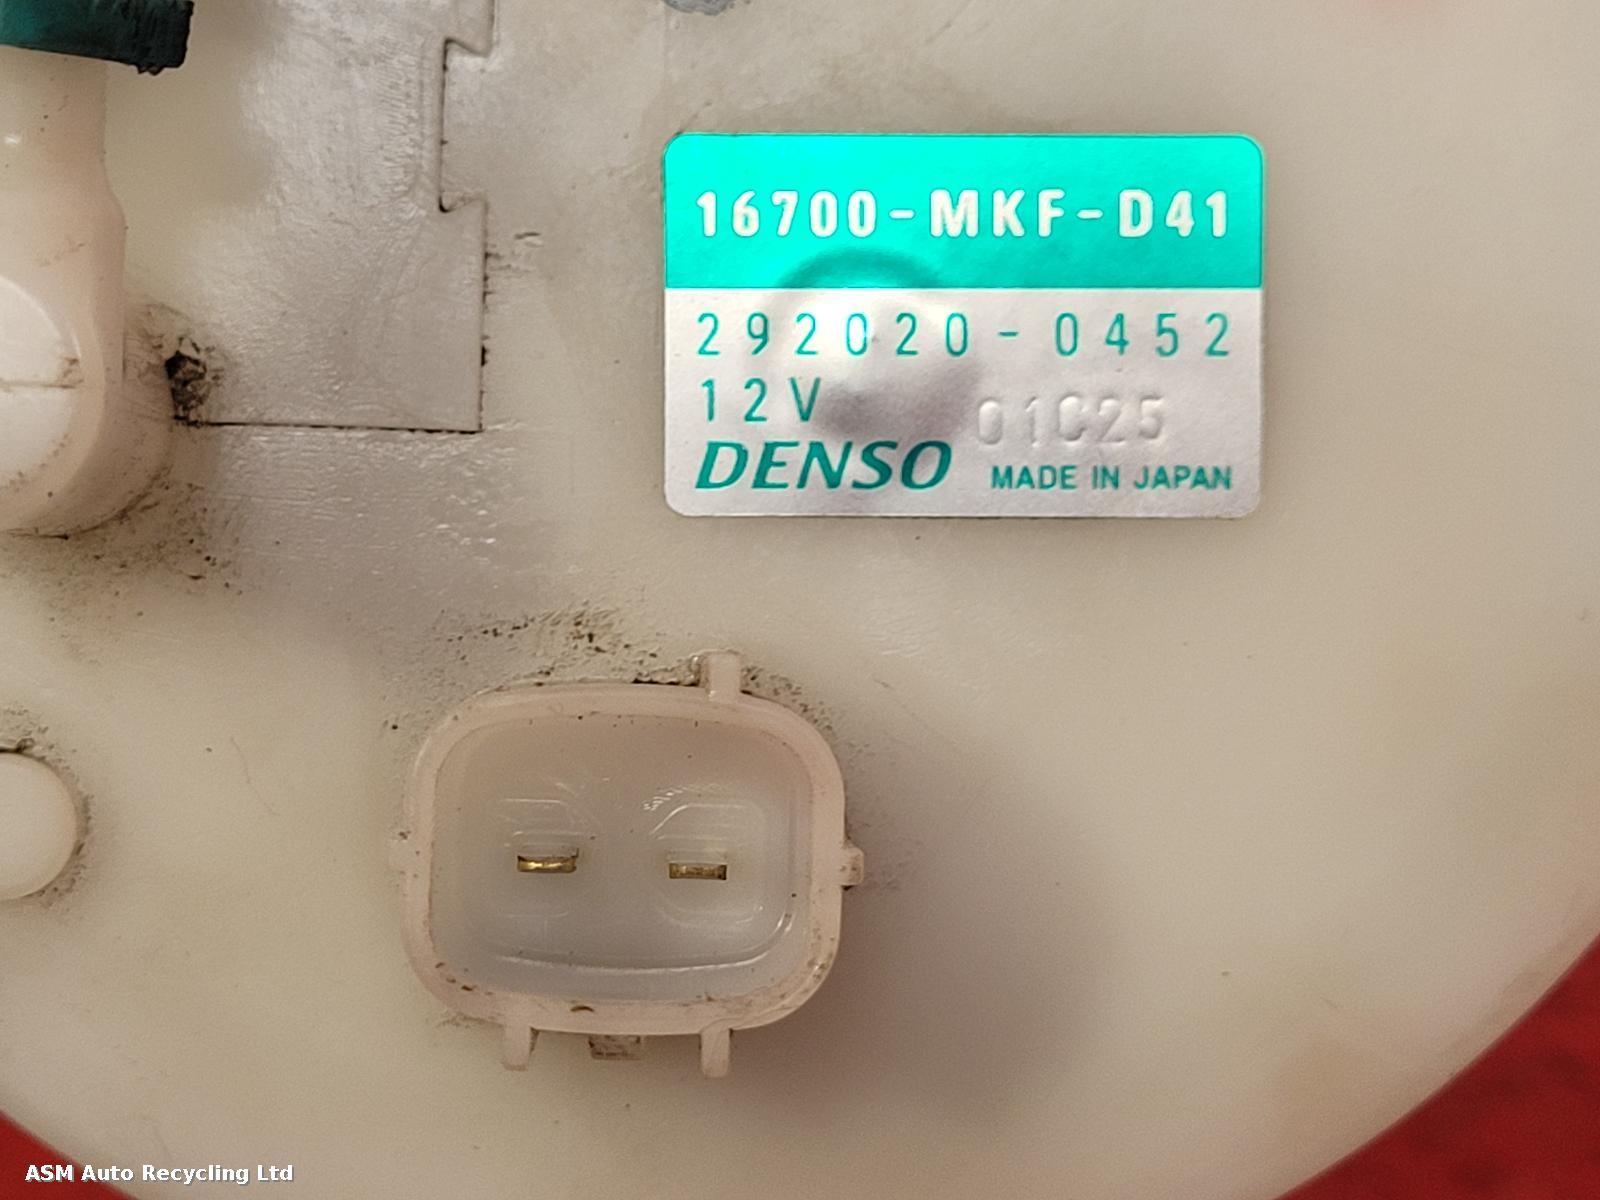 16700-MKF-D41
292020-0452
12V 01C25
DENSO MADE IN JAPAN
ASM Auto Recycling Ltd